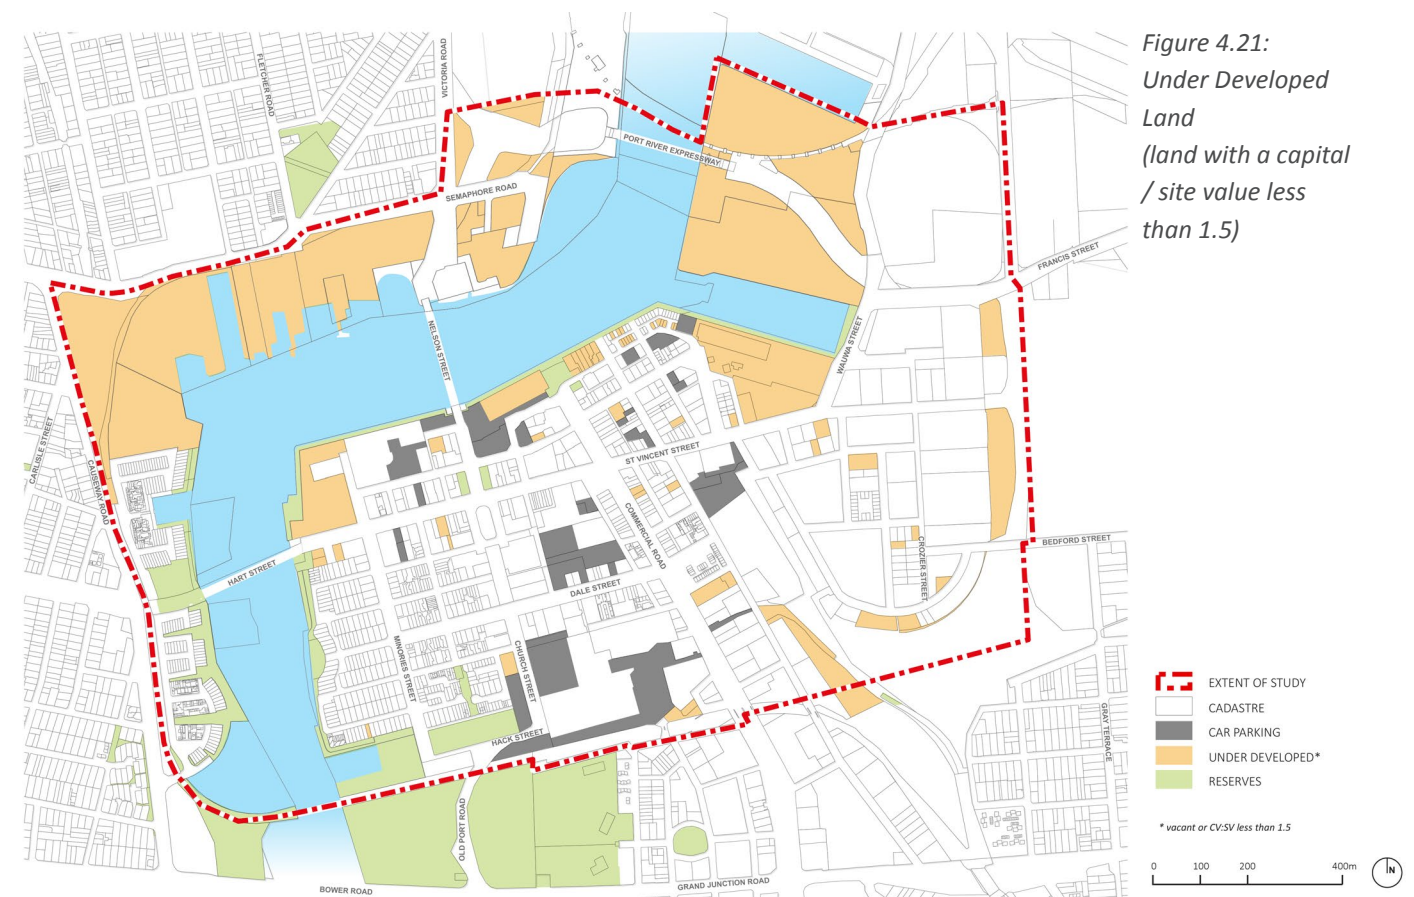 Figure 4.21:
Under Developed
Land
(land with a capital
/ site value less
than 1.5)
FLETCHER ROAD
VICTORIA ROAD
PORT RIVER EXPRESSWAY
SEMAPHORE ROAD
FRANCIS STREET
NELSON STREET
WAUWA STREET
CARLISLE STREET
CAUSEWAY ROAD
ST VINCENT STREET
COMMERCIAL ROAD
HART STREET
DALE STREET
CROZIER STREET
BEDFORD STREET
MINORIES STREET
CHURCH STREET
HACK STREET
GRAY TERRACE
OLD PORT ROAD
BOWER ROAD
GRAND JUNCTION ROAD
EXTENT OF STUDY
CADASTRE
CAR PARKING
UNDER DEVELOPED*
RESERVES
* vacant or CV:SV less than 1.5
0 100 200 400m
N